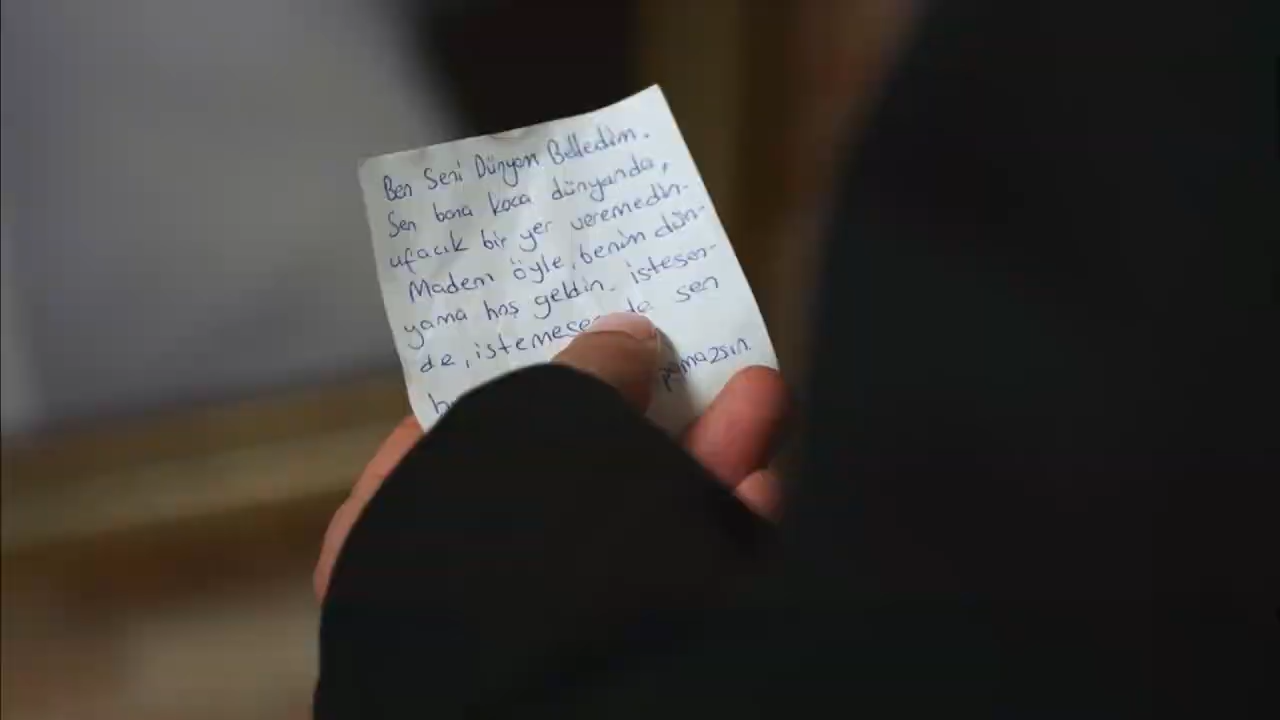 Ben Seni Dünyam Belledim.
Sen bana koca dünyanda,
ufacık bir yer veremedin.
Madem öyle, benim dün-
yama hoş geldin. istesen-
de, istemesen de sen